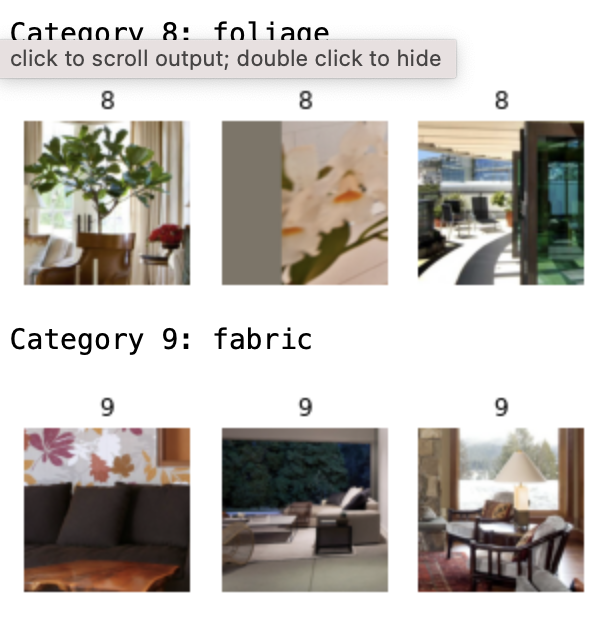 Category 8: foliage
click to scroll output; double click to hide
8 8 8
Category 9: fabric
9 9 9